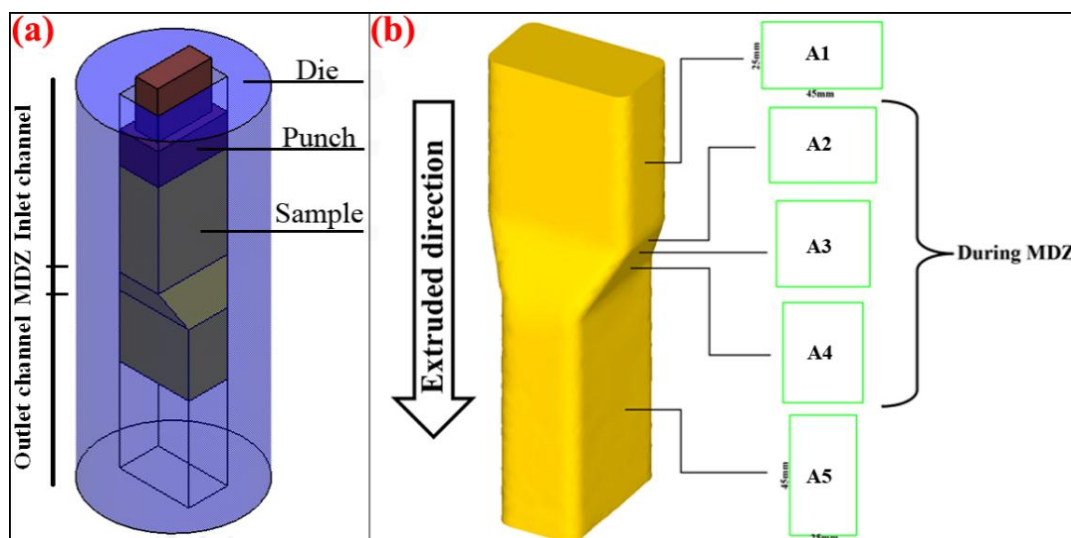 (a)
Die
Punch
Sample
Outlet channel MDZ Inlet channel
(b)
Extruded direction
A1
25mm
45mm
A2
A3
A4
During MDZ
A5
45mm
25mm